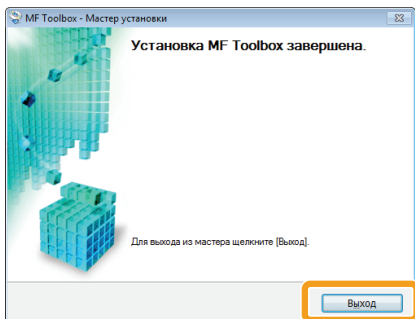 MF Toolbox - Мастер установки
Установка MF Toolbox завершена.
Для выхода из мастера щелкните [Выход].
Выход